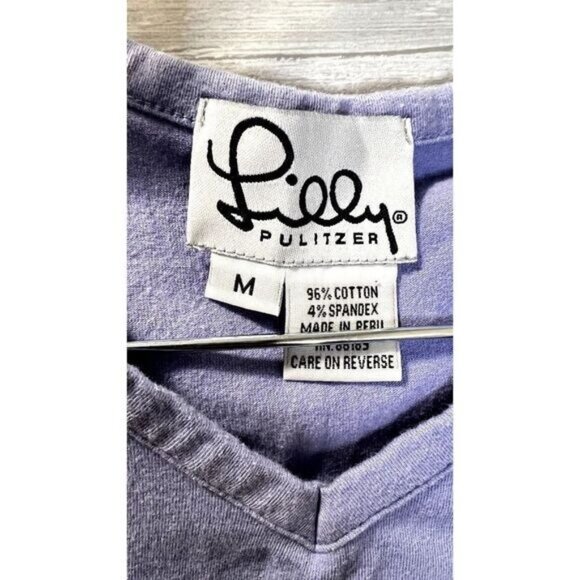 Lilly®
PULITZER
M
96% COTTON
4% SPANDEX
MADE IN PERU
CARE ON REVERSE